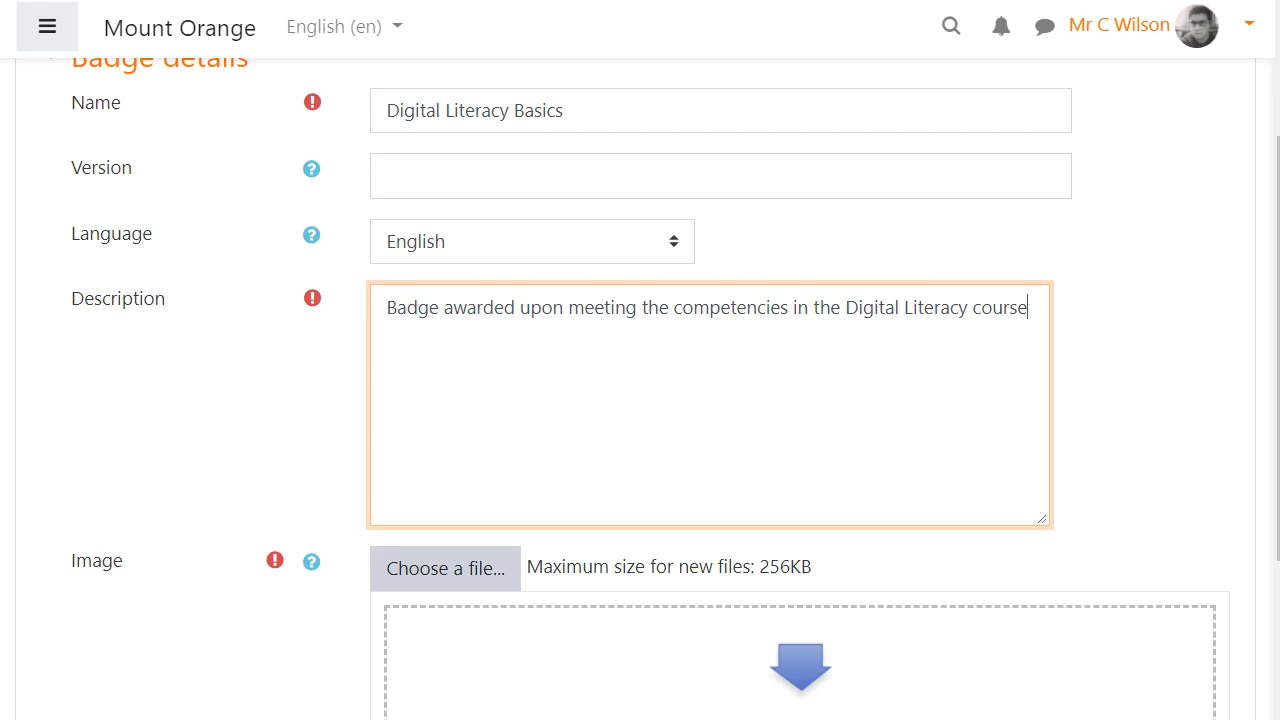 Mount Orange English (en) Mr C Wilson
Badge details
Name Digital Literacy Basics
Version
Language English
Description Badge awarded upon meeting the competencies in the Digital Literacy course
Image Choose a file... Maximum size for new files: 256KB